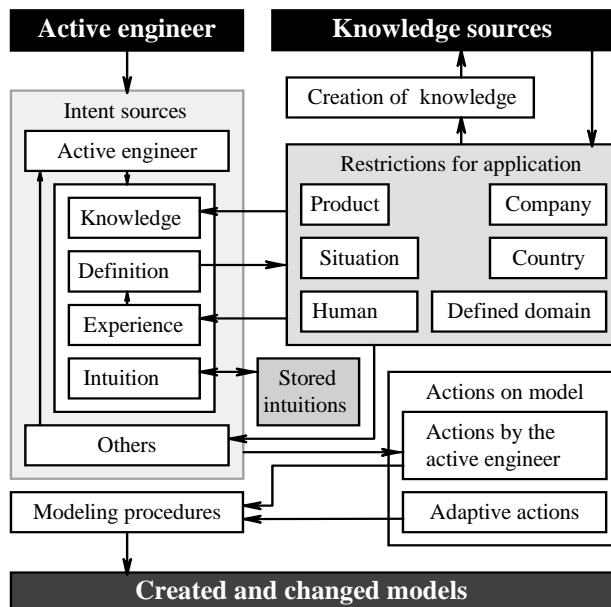 Active engineer
Knowledge sources
Creation of knowledge
Intent sources
Active engineer
Restrictions for application
Knowledge
Product
Company
Definition
Situation
Country
Experience
Human
Defined domain
Intuition
Stored
intuitions
Actions on model
Others
Actions by the
active engineer
Modeling procedures
Adaptive actions
Created and changed models